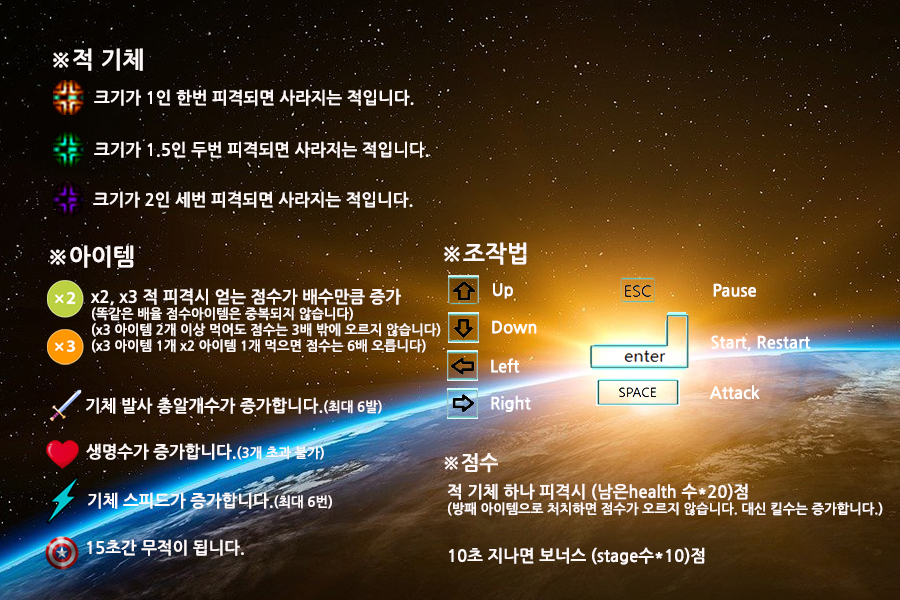 ※적 기체
크기가 1인 한번 피격되면 사라지는 적입니다.
크기가 1.5인 두번 피격되면 사라지는 적입니다.
크기가 2인 세번 피격되면 사라지는 적입니다.
※아이템
×2
x2, x3 적 피격시 얻는 점수가 배수만큼 증가
(똑같은 배율 점수아이템은 중복되지 않습니다)
(x3 아이템 2개 이상 먹어도 점수는 3배 밖에 오르지 않습니다)
×3
(x3 아이템 1개 x2 아이템 1개 먹으면 점수는 6배 오릅니다)
기체 발사 총알개수가 증가합니다.(최대 6발)
생명수가 증가합니다.(3개 초과 불가)
기체 스피드가 증가합니다.(최대 6번)
15초간 무적이 됩니다.
※조작법
Up
Down
Left
Right
ESC
Pause
enter
Start, Restart
SPACE
Attack
※점수
적 기체 하나 피격시 (남은health 수*20)점
(방패 아이템으로 처치하면 점수가 오르지 않습니다. 대신 킬수는 증가합니다.)
10초 지나면 보너스 (stage수*10)점